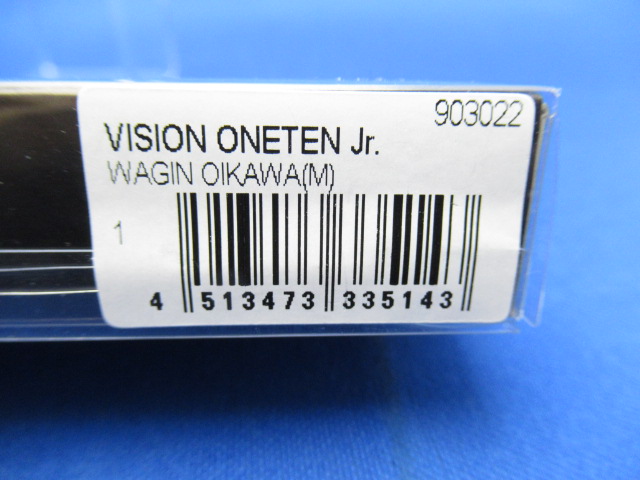 903022
VISION ONETEN Jr.
WAGIN OIKAWA(M)
1
4 513473 335143